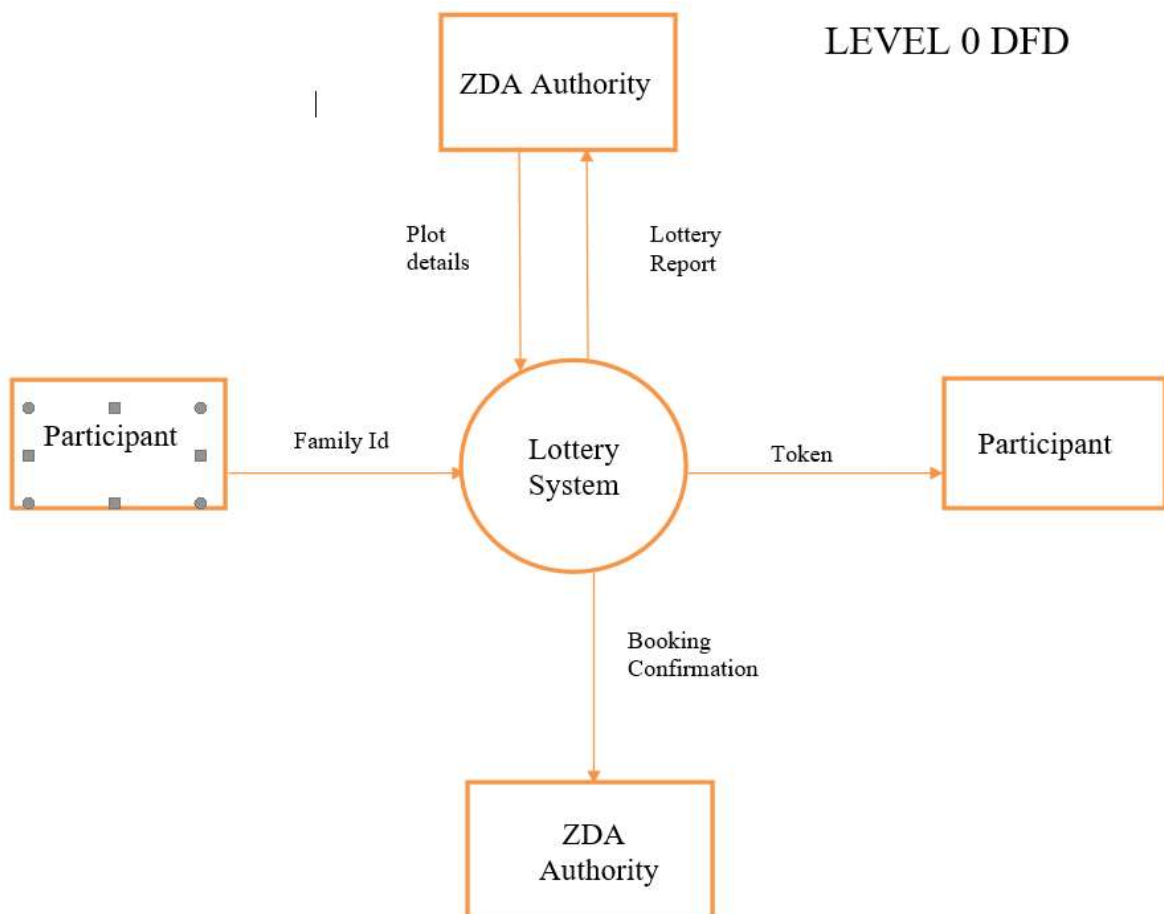 LEVEL 0 DFD
ZDA Authority
Plot
details
Lottery
Report
Participant
Family Id
Lottery
System
Token
Participant
Booking
Confirmation
ZDA
Authority